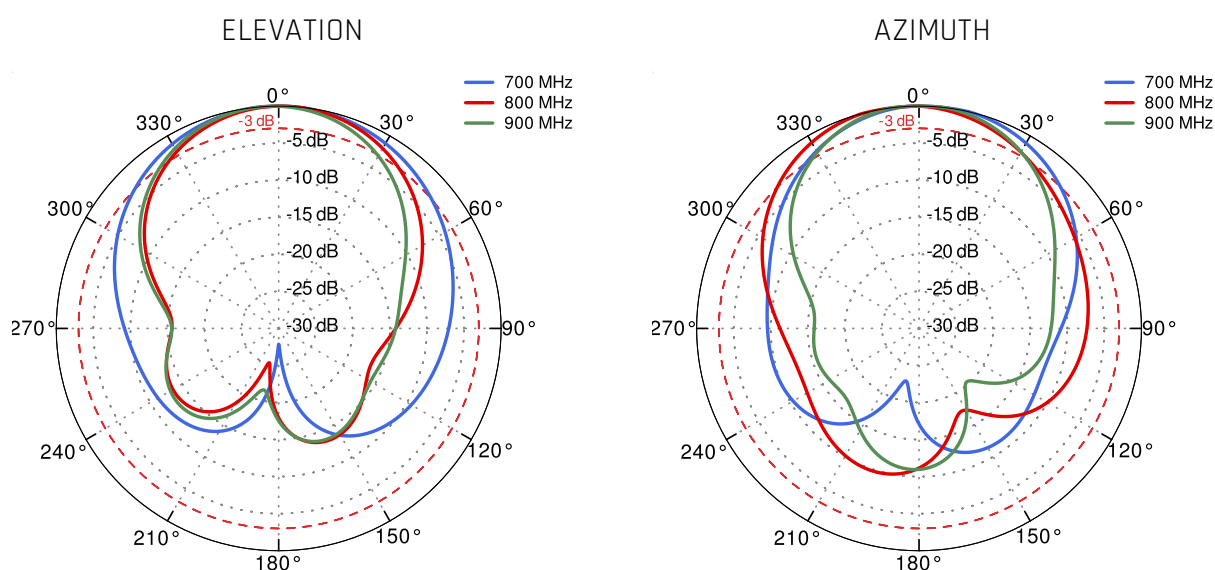 ELEVATION
700 MHz
800 MHz
900 MHz
0°
30°
60°
90°
120°
150°
180°
210°
240°
270°
300°
330°
-3 dB
-5 dB
-10 dB
-15 dB
-20 dB
-25 dB
-30 dB
AZIMUTH
700 MHz
800 MHz
900 MHz
0°
30°
60°
90°
120°
150°
180°
210°
240°
270°
300°
330°
-3 dB
-5 dB
-10 dB
-15 dB
-20 dB
-25 dB
-30 dB